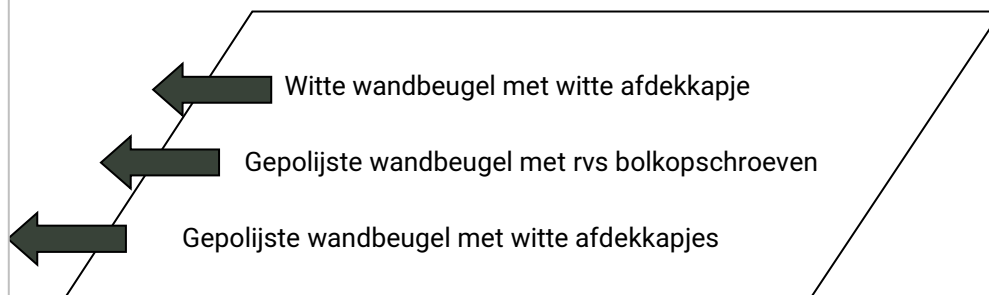 Witte wandbeugel met witte afdekkapje
Gepolijste wandbeugel met rvs bolkopschroeven
Gepolijste wandbeugel met witte afdekkapjes